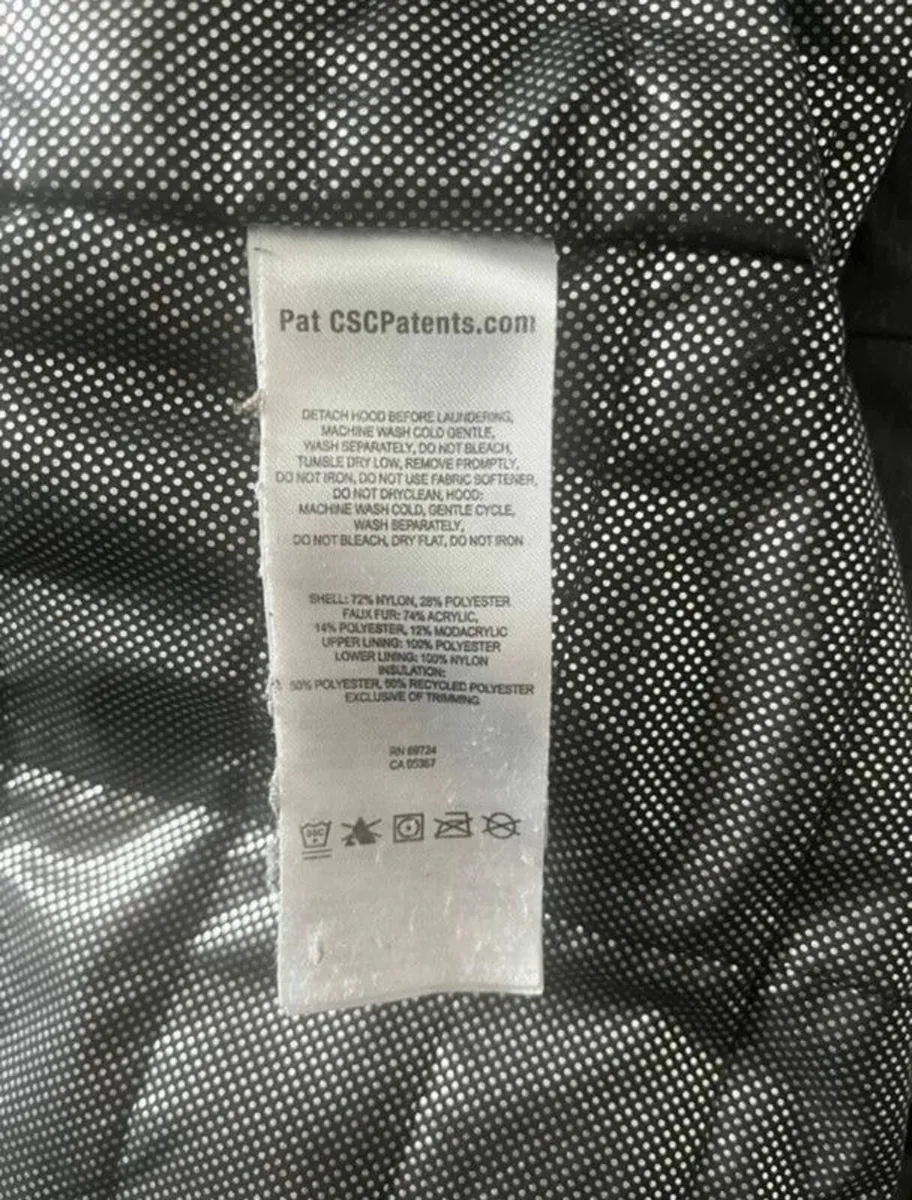 Pat CSCPatents.com
DETACH HOOD BEFORE LAUNDERING,
MACHINE WASH COLD GENTLE,
WASH SEPARATELY, DO NOT BLEACH,
TUMBLE DRY LOW, REMOVE PROMPTLY,
DO NOT IRON, DO NOT USE FABRIC SOFTENER,
DO NOT DRYCLEAN, HOOD:
MACHINE WASH COLD, GENTLE CYCLE,
WASH SEPARATELY,
DO NOT BLEACH, DRY FLAT, DO NOT IRON
SHELL: 72% NYLON, 28% POLYESTER
FAUX FUR: 74% ACRYLIC,
14% POLYESTER, 12% MODACRYLIC
UPPER LINING: 100% POLYESTER
LOWER LINING: 100% NYLON
INSULATION:
50% POLYESTER, 50% RECYCLED POLYESTER
EXCLUSIVE OF TRIMMING
RN 69724
CA 05367